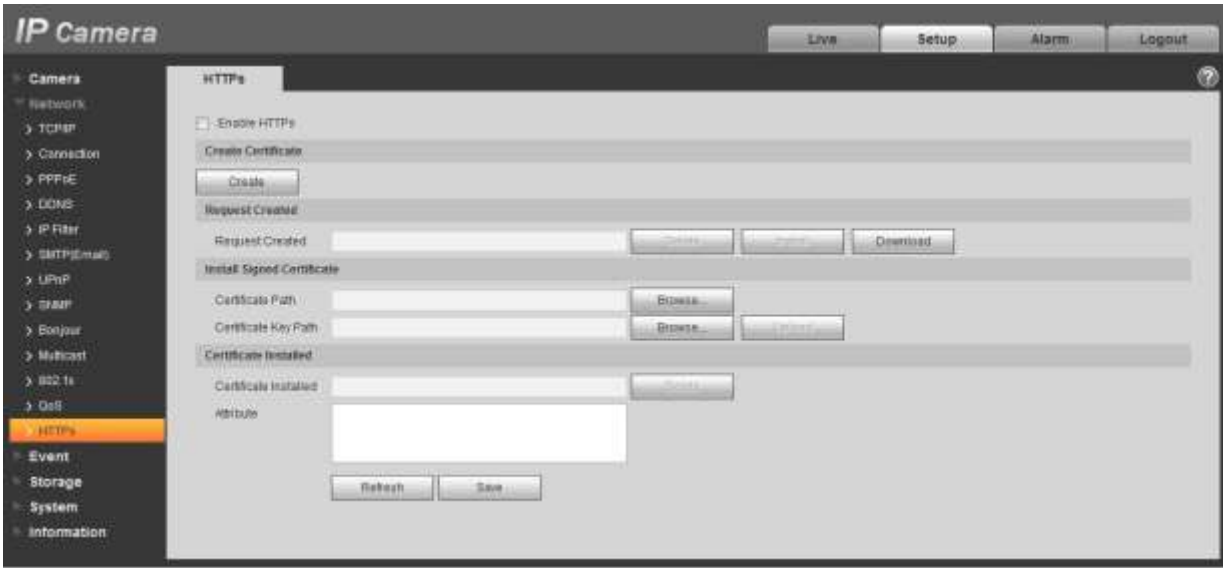 IP Camera
Live
Setup
Alarm
Logout
Camera
HTTPs
?
Network
> TCP/IP
Enable HTTPs
> Connection
Create Certificate
> PPPoE
Create
> DDNS
Request Created
> IP Filter
Request Created
Download
> SMTP(Email)
Install Signed Certificate
> UPnP
> SNMP
Certificate Path
Browse...
> Bonjour
Certificate Key Path
Browse...
> Multicast
Certificate Installed
> 802.1x
Certificate Installed
> QoS
Attribute
> HTTPs
Event
Storage
Refresh
Save
System
Information